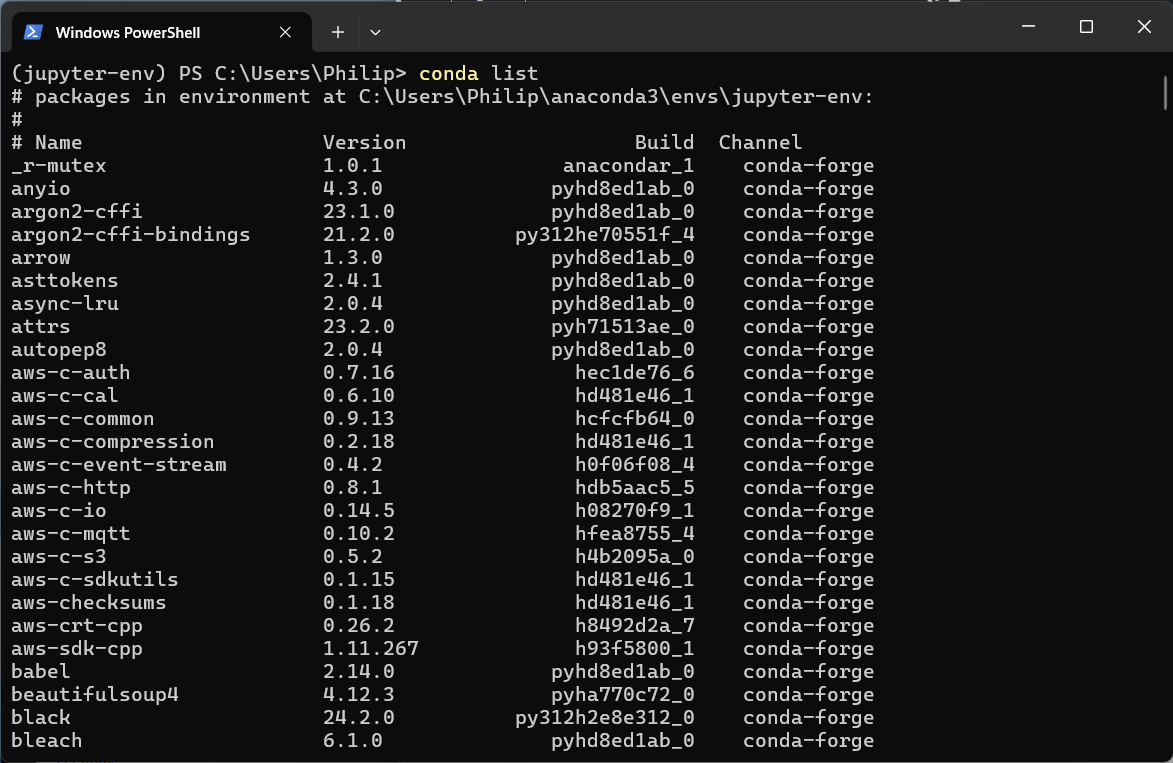 Windows PowerShell
(jupyter-env) PS C:\Users\Philip> conda list
# packages in environment at C:\Users\Philip\anaconda3\envs\jupyter-env:
#
# Name                    Version                   Build  Channel
_r-mutex                  1.0.1               anacondar_1    conda-forge
anyio                     4.3.0              pyhd8ed1ab_0    conda-forge
argon2-cffi               23.1.0             pyhd8ed1ab_0    conda-forge
argon2-cffi-bindings      21.2.0          py312he70551f_4    conda-forge
arrow                     1.3.0              pyhd8ed1ab_0    conda-forge
asttokens                 2.4.1              pyhd8ed1ab_0    conda-forge
async-lru                 2.0.4              pyhd8ed1ab_0    conda-forge
attrs                     23.2.0             pyh71513ae_0    conda-forge
autopep8                  2.0.4              pyhd8ed1ab_0    conda-forge
aws-c-auth                0.7.16               hec1de76_6    conda-forge
aws-c-cal                 0.6.10               hd481e46_1    conda-forge
aws-c-common              0.9.13               hcfcfb64_0    conda-forge
aws-c-compression         0.2.18               hd481e46_1    conda-forge
aws-c-event-stream        0.4.2                h0f06f08_4    conda-forge
aws-c-http                0.8.1                hdb5aac5_5    conda-forge
aws-c-io                  0.14.5               h08270f9_1    conda-forge
aws-c-mqtt                0.10.2               hfea8755_4    conda-forge
aws-c-s3                  0.5.2                h4b2095a_0    conda-forge
aws-c-sdkutils            0.1.15               hd481e46_1    conda-forge
aws-checksums             0.1.18               hd481e46_1    conda-forge
aws-crt-cpp               0.26.2               h8492d2a_7    conda-forge
aws-sdk-cpp               1.11.267             h93f5800_1    conda-forge
babel                     2.14.0             pyhd8ed1ab_0    conda-forge
beautifulsoup4            4.12.3             pyha770c72_0    conda-forge
black                     24.2.0          py312h2e8e312_0    conda-forge
bleach                    6.1.0              pyhd8ed1ab_0    conda-forge